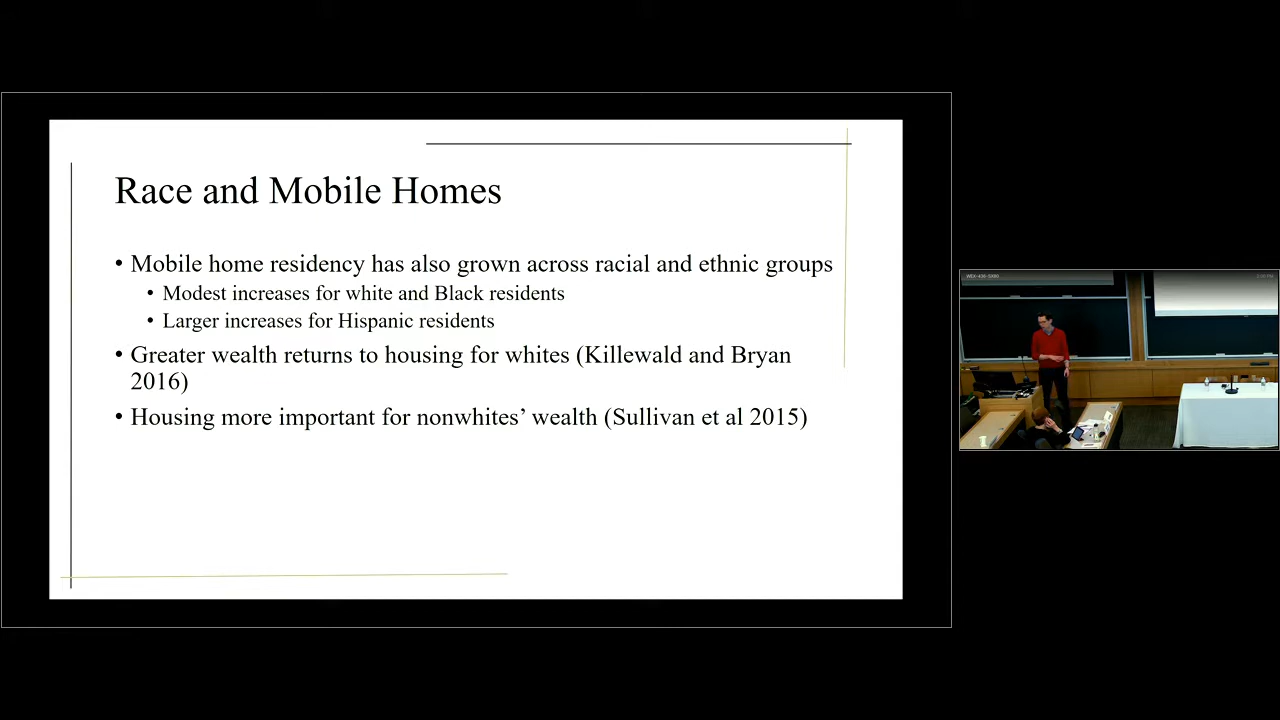 Race and Mobile Homes
• Mobile home residency has also grown across racial and ethnic groups
• Modest increases for white and Black residents
• Larger increases for Hispanic residents
• Greater wealth returns to housing for whites (Killewald and Bryan
2016)
• Housing more important for nonwhites’ wealth (Sullivan et al 2015)